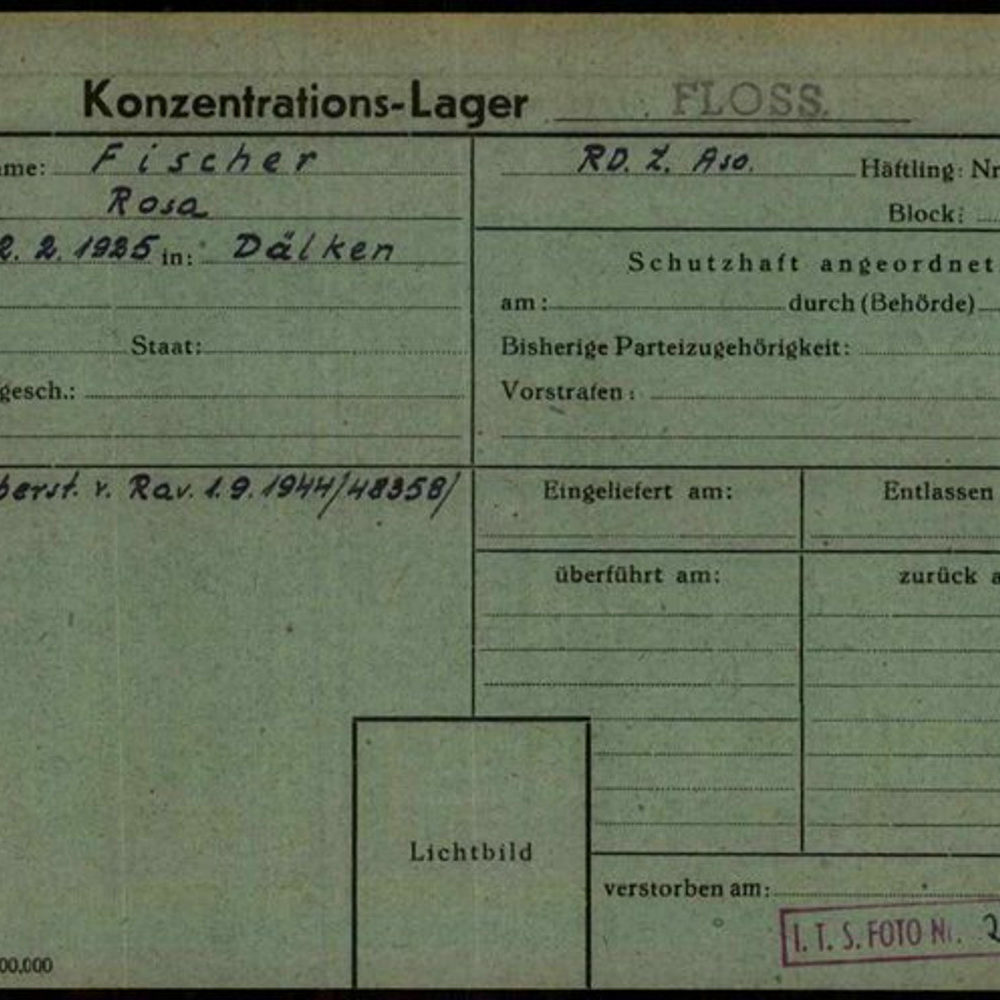 Konzentrations-Lager FLOSS.
me: Fischer
Rosa
2. 2. 1925 in: Dälken
Staat:
gesch.:
RD. Z. Aso. Häftling: Nr
Block:
Schutzhaft angeordnet
am: durch (Behörde)
Bisherige Parteizugehörigkeit:
Vorstrafen:
berst. v. Rav. 1.9.1944/48358/
Eingeliefert am: Entlassen
überführt am: zurück a
Lichtbild
verstorben am:
I. T. S. FOTO Nr. 2
00.000